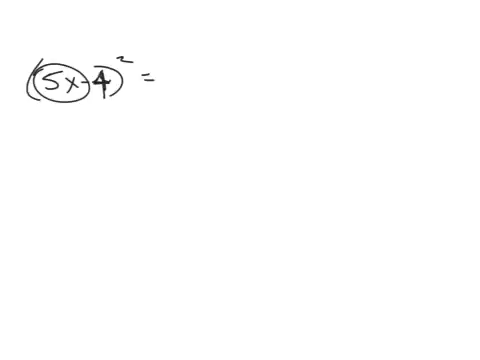 (5x-4)² =